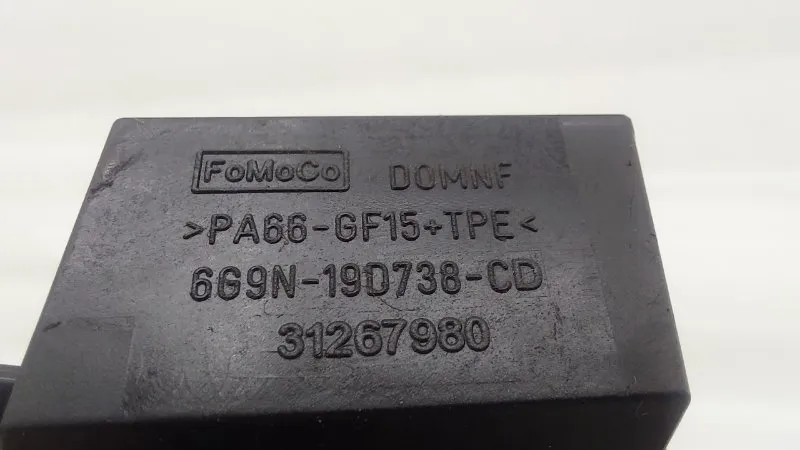 FoMoCo DOMNF
>PA66-GF15+TPE<
6G9N-19D738-CD
31267980